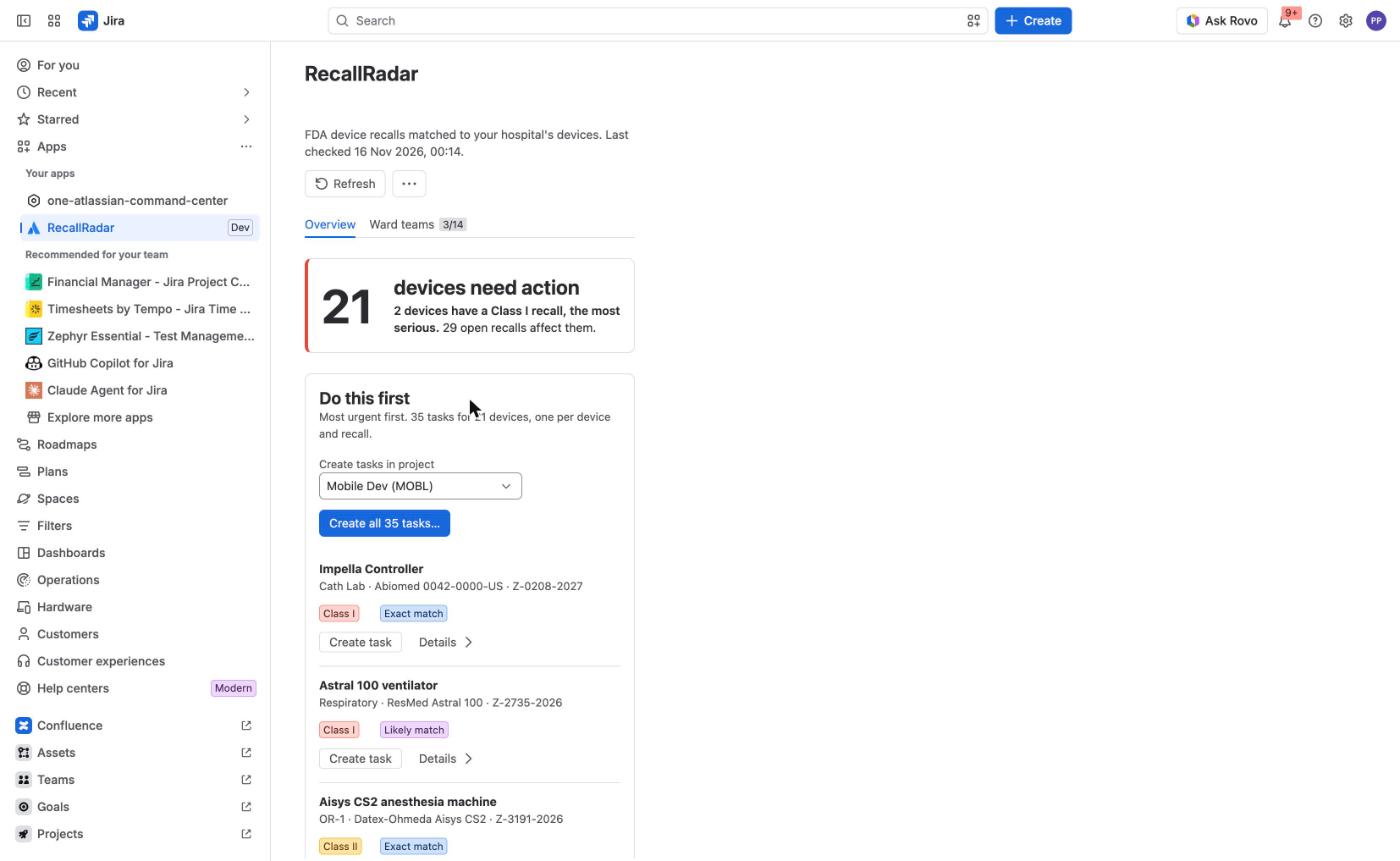 Jira
Search
Create
Ask Rovo
9+
PP
For you
Recent
Starred
Apps
Your apps
one-atlassian-command-center
RecallRadar
Dev
Recommended for your team
Financial Manager - Jira Project C...
Timesheets by Tempo - Jira Time ...
Zephyr Essential - Test Manageme...
GitHub Copilot for Jira
Claude Agent for Jira
Explore more apps
Roadmaps
Plans
Spaces
Filters
Dashboards
Operations
Hardware
Customers
Customer experiences
Help centers
Modern
Confluence
Assets
Teams
Goals
Projects
RecallRadar
FDA device recalls matched to your hospital's devices. Last
checked 16 Nov 2026, 00:14.
Refresh
Overview
Ward teams 3/14
21
devices need action
2 devices have a Class I recall, the most
serious. 29 open recalls affect them.
Do this first
Most urgent first. 35 tasks for 21 devices, one per device
and recall.
Create tasks in project
Mobile Dev (MOBL)
Create all 35 tasks...
Impella Controller
Cath Lab · Abiomed 0042-0000-US · Z-0208-2027
Class I Exact match
Create task Details
Astral 100 ventilator
Respiratory · ResMed Astral 100 · Z-2735-2026
Class I Likely match
Create task Details
Aisys CS2 anesthesia machine
OR-1 · Datex-Ohmeda Aisys CS2 · Z-3191-2026
Class II Exact match